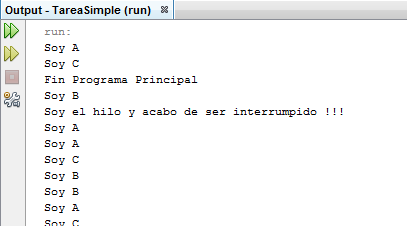 Output - TareaSimple (run)
run:
Soy A
Soy C
Fin Programa Principal
Soy B
Soy el hilo y acabo de ser interrumpido !!!
Soy A
Soy A
Soy C
Soy B
Soy B
Soy A
Soy C